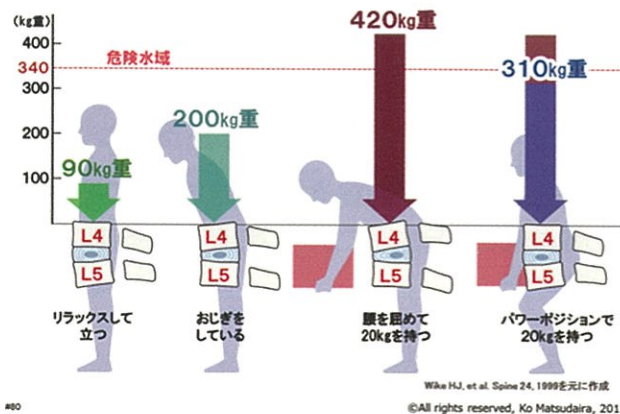 (kg重)
400
340
300
200
100
危険水域
90kg重
200kg重
420kg重
310kg重
L4
L5
L4
L5
L4
L5
L4
L5
リラックスして
立つ
おじぎを
している
腰を屈めて
20kgを持つ
パワーポジションで
20kgを持つ
Wike HJ, et al. Spine 24, 1999を元に作成
#80
©All rights reserved, Ko Matsudaira, 201